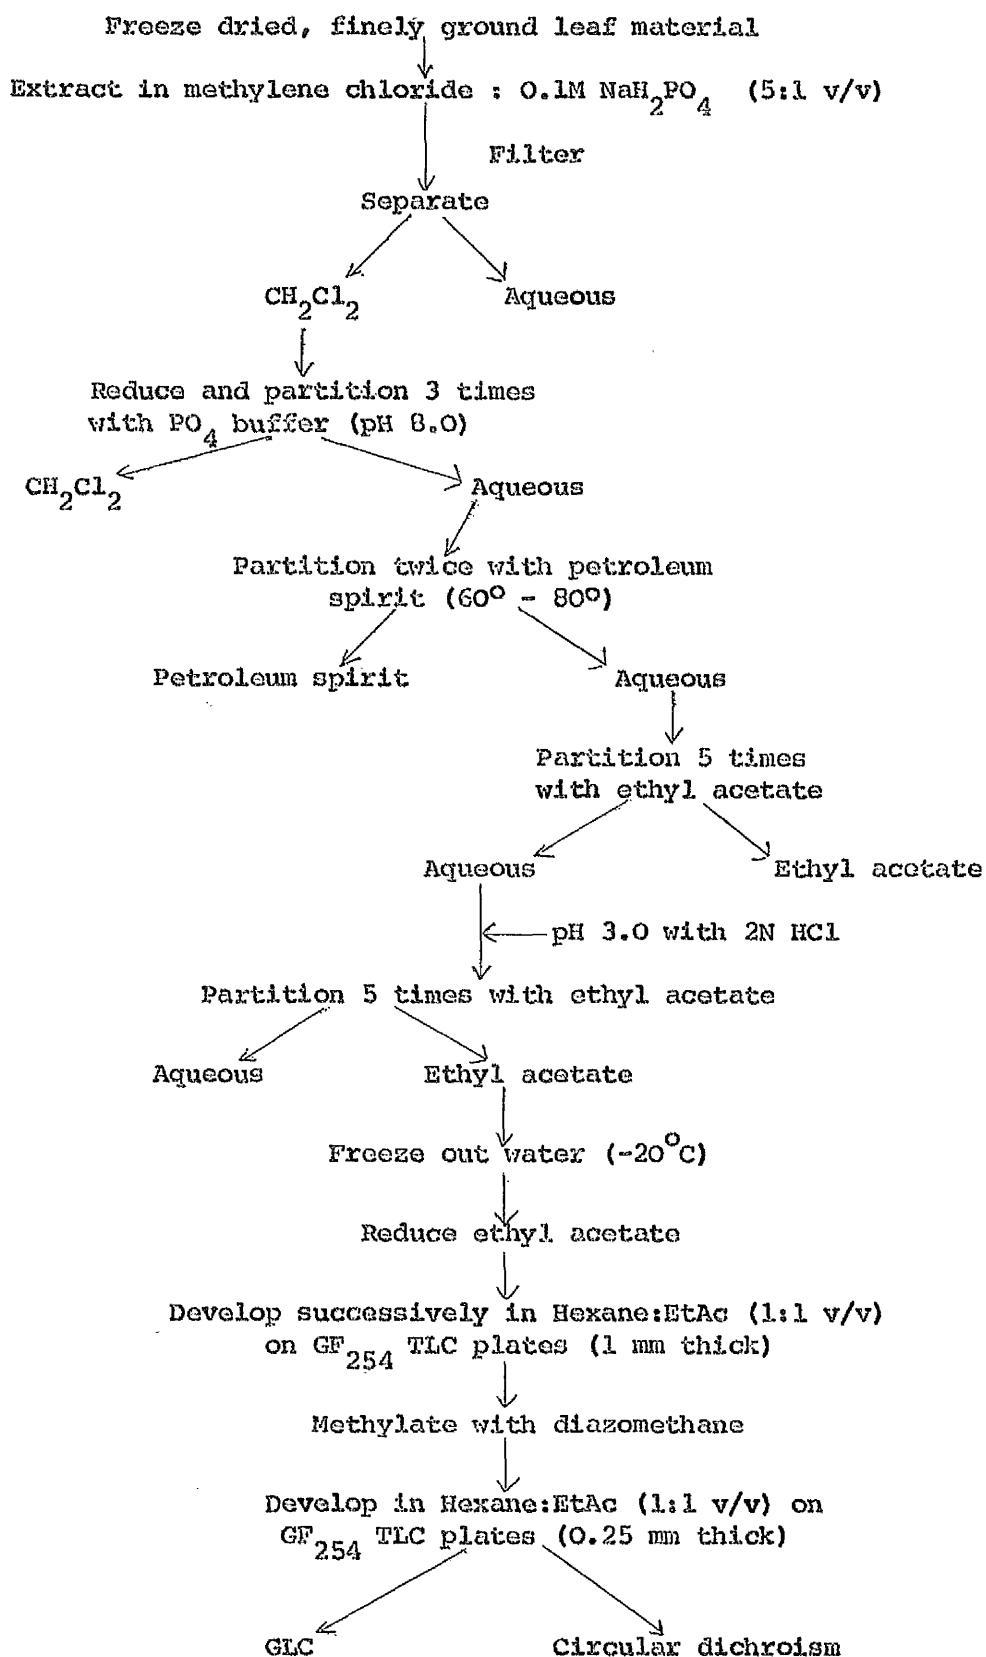 Freeze dried, finely ground leaf material
Extract in methylene chloride : 0.1M NaH2PO4 (5:1 v/v)
Filter
Separate
CH2Cl2
Aqueous
Reduce and partition 3 times
with PO4 buffer (pH 8.0)
CH2Cl2
Aqueous
Partition twice with petroleum
spirit (60° - 80°)
Petroleum spirit
Aqueous
Partition 5 times
with ethyl acetate
Aqueous
Ethyl acetate
pH 3.0 with 2N HCl
Partition 5 times with ethyl acetate
Aqueous
Ethyl acetate
Freeze out water (-20°C)
Reduce ethyl acetate
Develop successively in Hexane:EtAc (1:1 v/v)
on GF254 TLC plates (1 mm thick)
Methylate with diazomethane
Develop in Hexane:EtAc (1:1 v/v) on
GF254 TLC plates (0.25 mm thick)
GLC
Circular dichroism